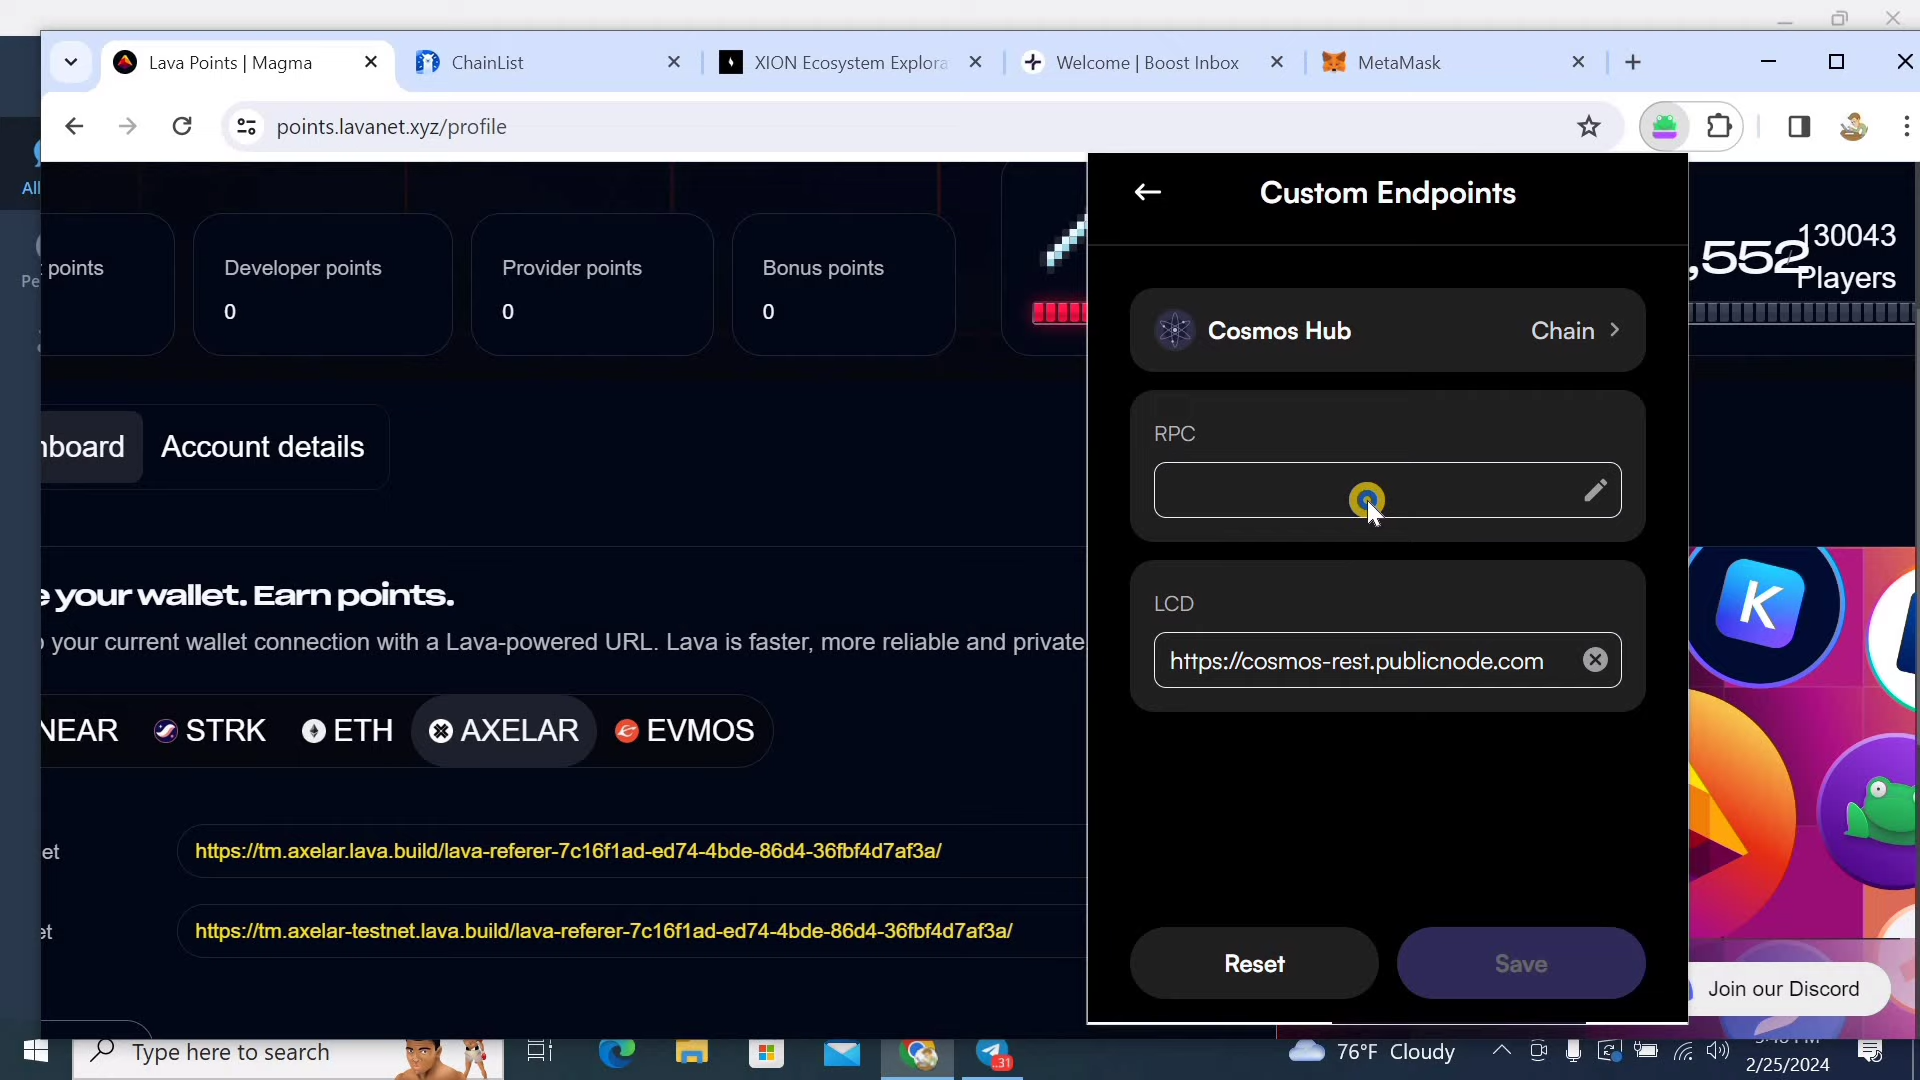 Lava Points | Magma
ChainList
XION Ecosystem Explora
Welcome | Boost Inbox
MetaMask
points.lavanet.xyz/profile
All
Pe
points
Developer points
0
Provider points
0
Bonus points
0
,552
/
130043
Players
Custom Endpoints
Cosmos Hub
Chain
RPC
LCD
https://cosmos-rest.publicnode.com
Reset
Save
board
Account details
e your wallet. Earn points.
your current wallet connection with a Lava-powered URL. Lava is faster, more reliable and private.
NEAR
STRK
ETH
AXELAR
EVMOS
et
https://tm.axelar.lava.build/lava-referer-7c16f1ad-ed74-4bde-86d4-36fbf4d7af3a/
et
https://tm.axelar-testnet.lava.build/lava-referer-7c16f1ad-ed74-4bde-86d4-36fbf4d7af3a/
K
Join our Discord
Type here to search
31
76°F Cloudy
2/25/2024